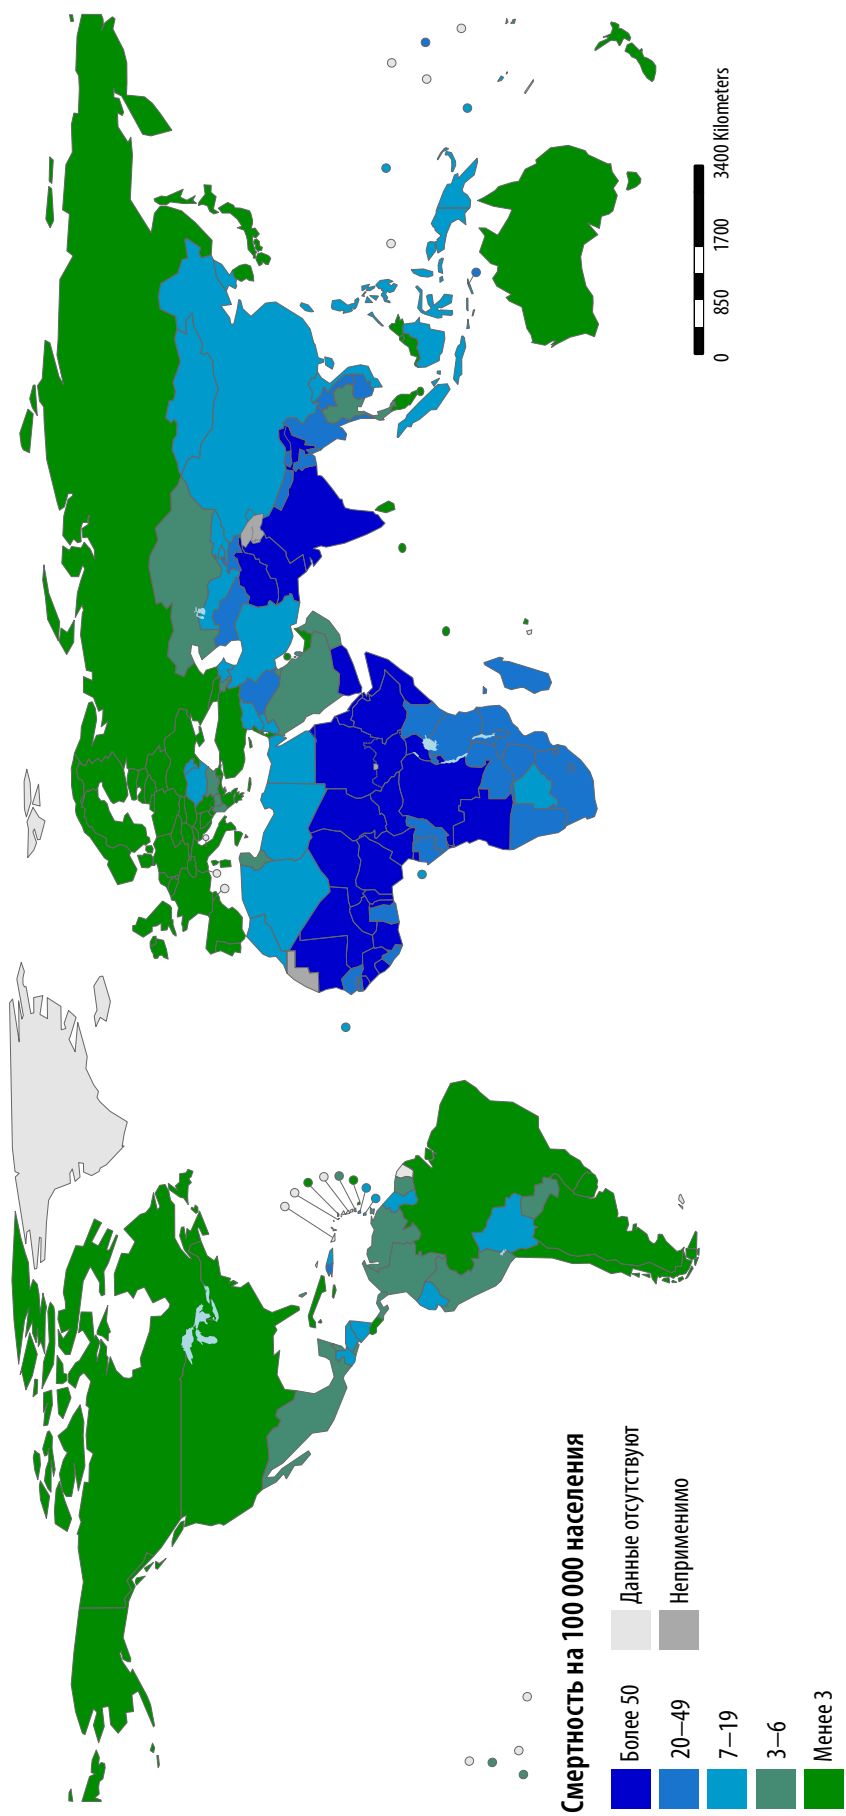 Смертность на 100 000 населения
Более 50
20–49
7–19
3–6
Менее 3
Данные отсутствуют
Неприменимо
0 850 1700 3400 Kilometers